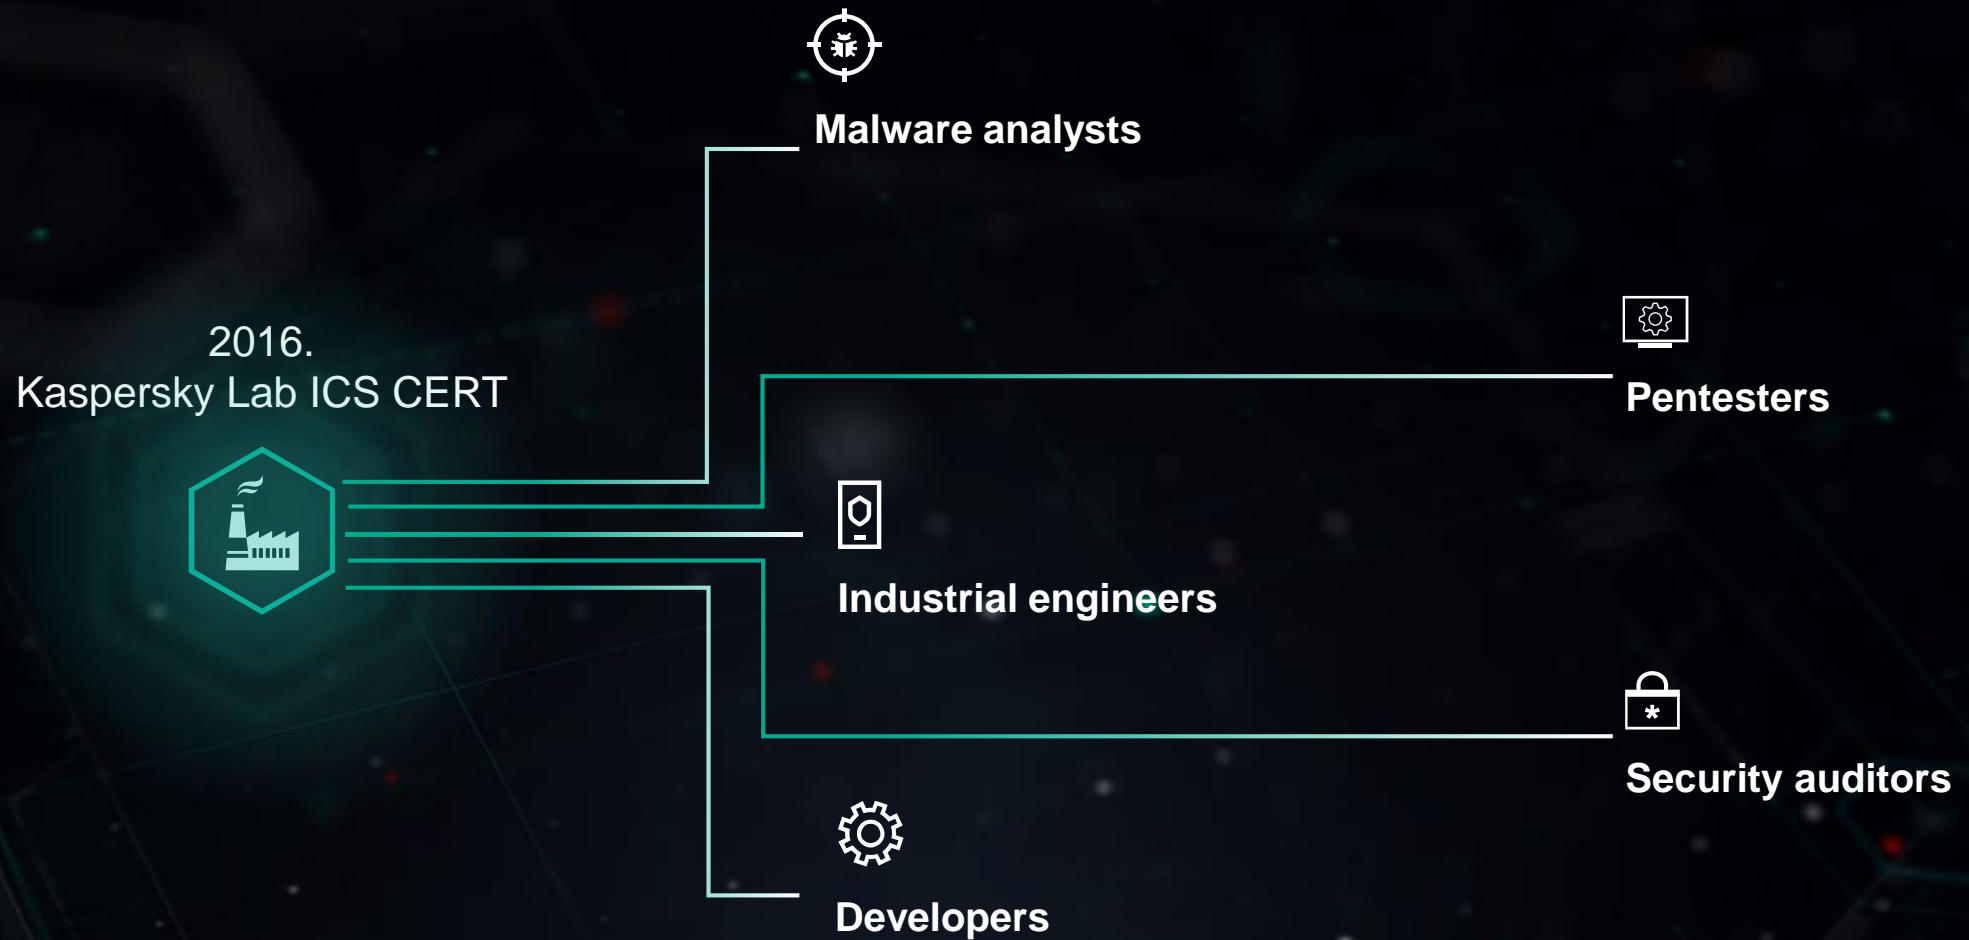 Malware analysts
2016.
Kaspersky Lab ICS CERT
Pentesters
Industrial engineers
Security auditors
Developers